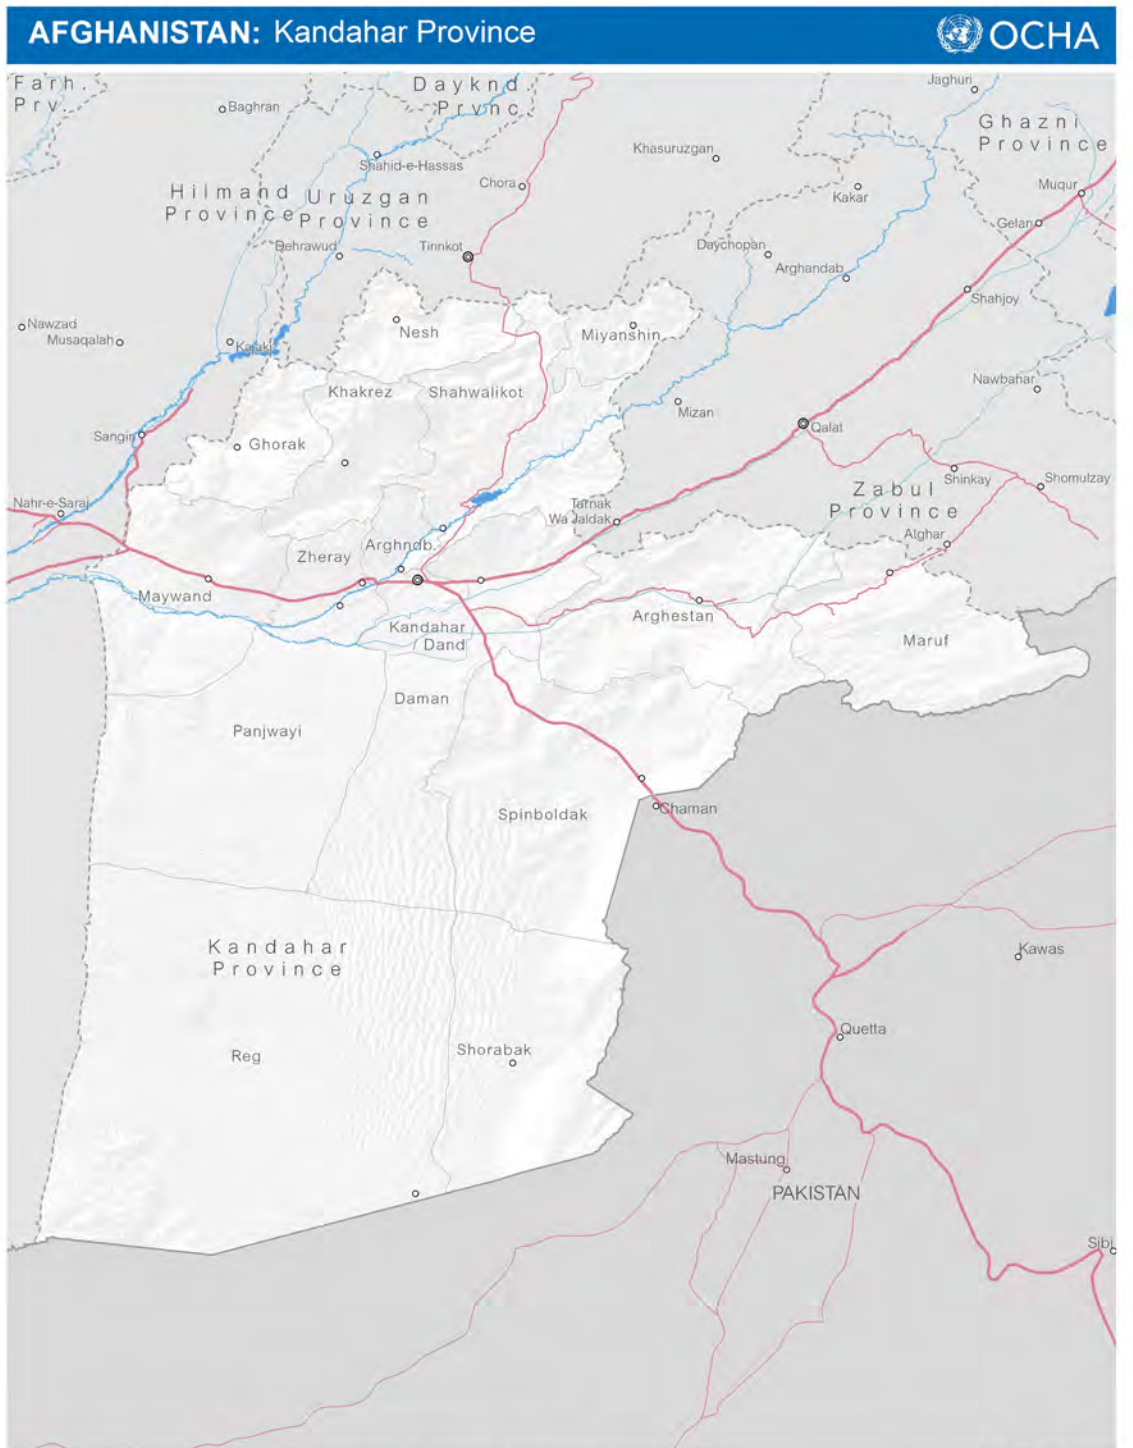 AFGHANISTAN: Kandahar Province
OCHA
Farh.
Prv.
Baghran
Dayknd.
Prvnc.
Jaghuri
Ghazni
Province
Shahid-e-Hassas
Khasuruzgan
Chora
Kakar
Muqur
Hilmand
Province
Uruzgan
Province
Gelan
Dehrawud
Tirinkot
Daychopan
Arghandab
Shahjoy
Nawzad
Musaqalah
Kajaki
Nesh
Miyanshin
Khakrez
Shahwalikot
Nawbahar
Mizan
Qalat
Sangin
Ghorak
Shinkay
Shomulzay
Zabul
Province
Nahr-e-Saraj
Tarnak
Wa Jaldak
Atghar
Arghndb.
Zheray
Maywand
Kandahar
Dand
Arghestan
Maruf
Daman
Panjwayi
Spinboldak
Chaman
Kandahar
Province
Kawas
Quetta
Reg
Shorabak
Mastung
PAKISTAN
Sibi